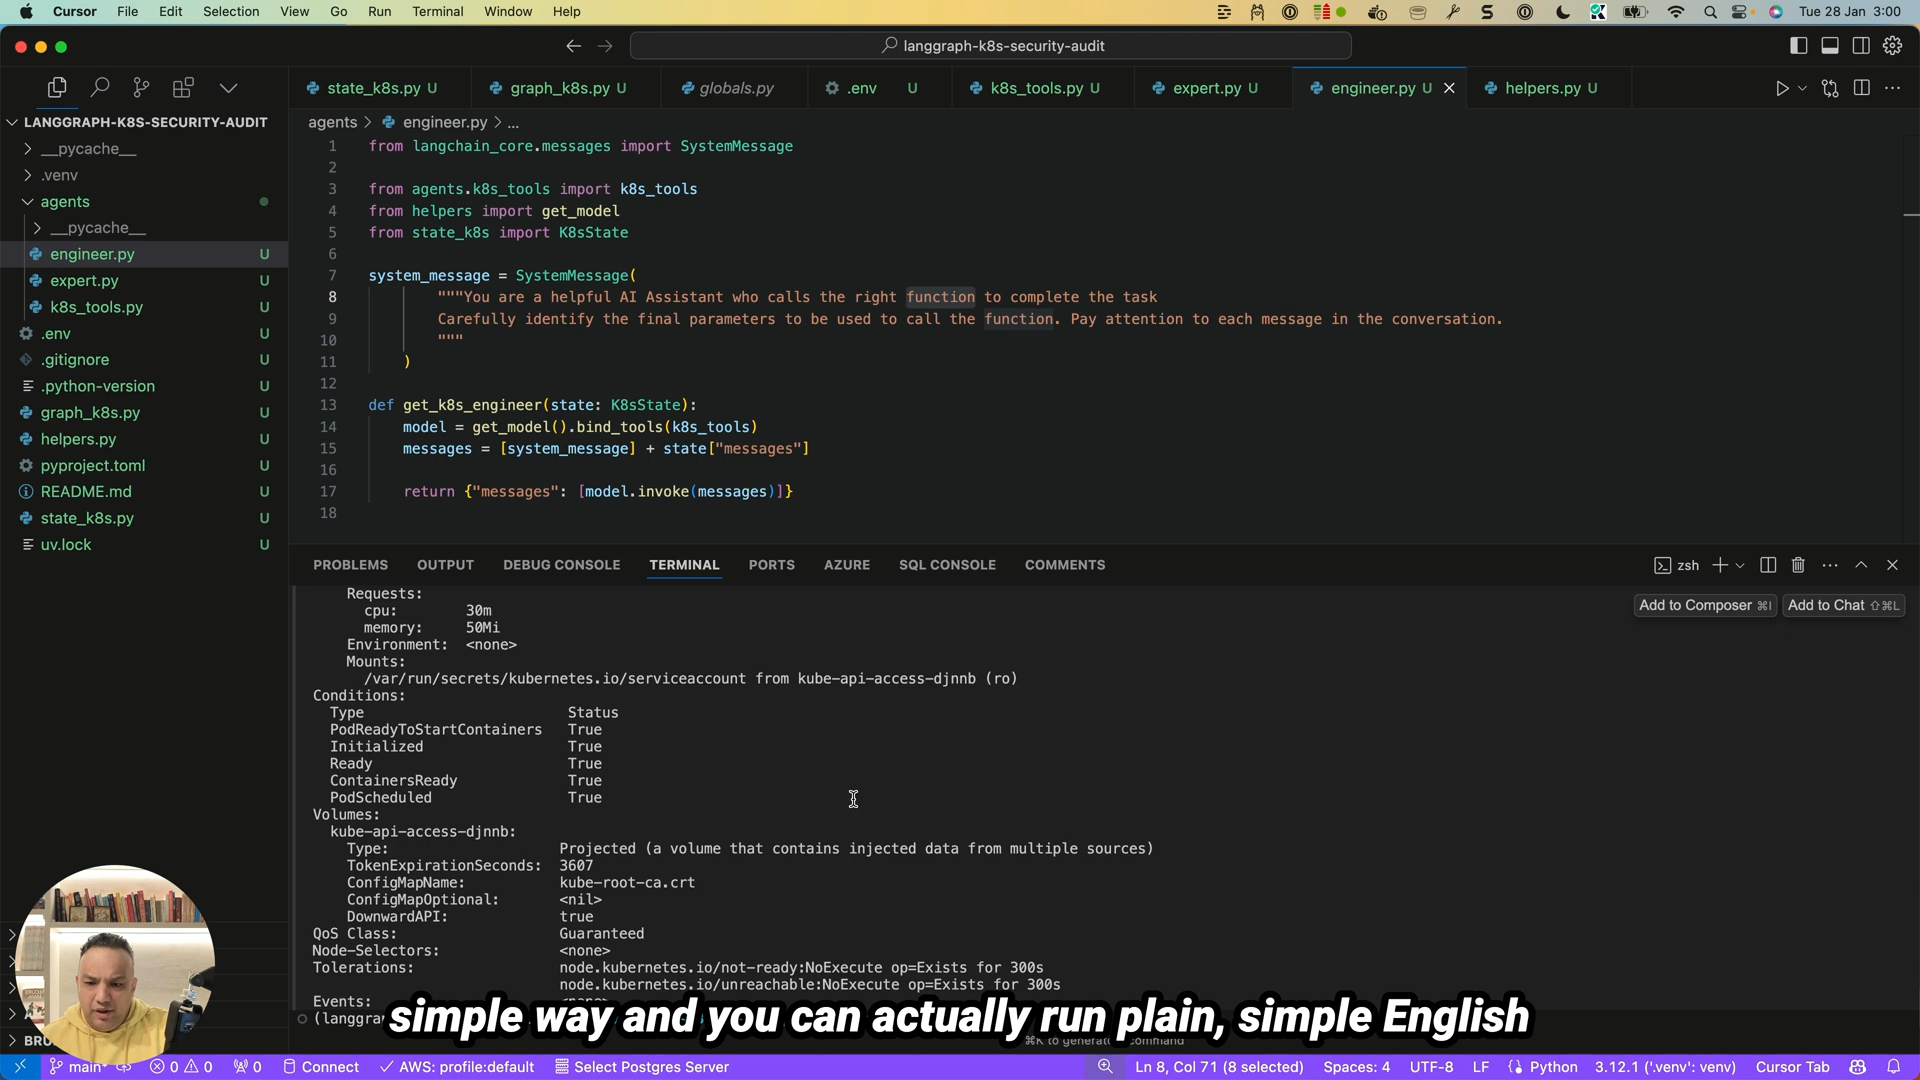 Cursor File Edit Selection View Go Run Terminal Window Help Tue 28 Jan 3:00
langgraph-k8s-security-audit
state_k8s.py U graph_k8s.py U globals.py .env U k8s_tools.py U expert.py U engineer.py U helpers.py U
LANGGRAPH-K8S-SECURITY-AUDIT
__pycache__
.venv
agents
__pycache__
engineer.py U
expert.py U
k8s_tools.py U
.env U
.gitignore U
.python-version U
graph_k8s.py U
helpers.py U
pyproject.toml U
README.md U
state_k8s.py U
uv.lock U
agents > engineer.py > ...
1 from langchain_core.messages import SystemMessage
2
3 from agents.k8s_tools import k8s_tools
4 from helpers import get_model
5 from state_k8s import K8sState
6
7 system_message = SystemMessage(
8 """You are a helpful AI Assistant who calls the right function to complete the task
9 Carefully identify the final parameters to be used to call the function. Pay attention to each message in the conversation.
10 """
11 )
12
13 def get_k8s_engineer(state: K8sState):
14 model = get_model().bind_tools(k8s_tools)
15 messages = [system_message] + state["messages"]
16
17 return {"messages": [model.invoke(messages)]}
18
PROBLEMS OUTPUT DEBUG CONSOLE TERMINAL PORTS AZURE SQL CONSOLE COMMENTS
zsh
Add to Composer ⌘I Add to Chat ⇧⌘L
Requests:
cpu: 30m
memory: 50Mi
Environment: <none>
Mounts:
/var/run/secrets/kubernetes.io/serviceaccount from kube-api-access-djnnb (ro)
Conditions:
Type Status
PodReadyToStartContainers True
Initialized True
Ready True
ContainersReady True
PodScheduled True
Volumes:
kube-api-access-djnnb:
Type: Projected (a volume that contains injected data from multiple sources)
TokenExpirationSeconds: 3607
ConfigMapName: kube-root-ca.crt
ConfigMapOptional: <nil>
DownwardAPI: true
QoS Class: Guaranteed
Node-Selectors: <none>
Tolerations: node.kubernetes.io/not-ready:NoExecute op=Exists for 300s
node.kubernetes.io/unreachable:NoExecute op=Exists for 300s
Events:
simple way and you can actually run plain, simple English
main* 0 0 0 Connect AWS: profile:default Select Postgres Server Ln 8, Col 71 (8 selected) Spaces: 4 UTF-8 LF Python 3.12.1 ('.venv': venv) Cursor Tab